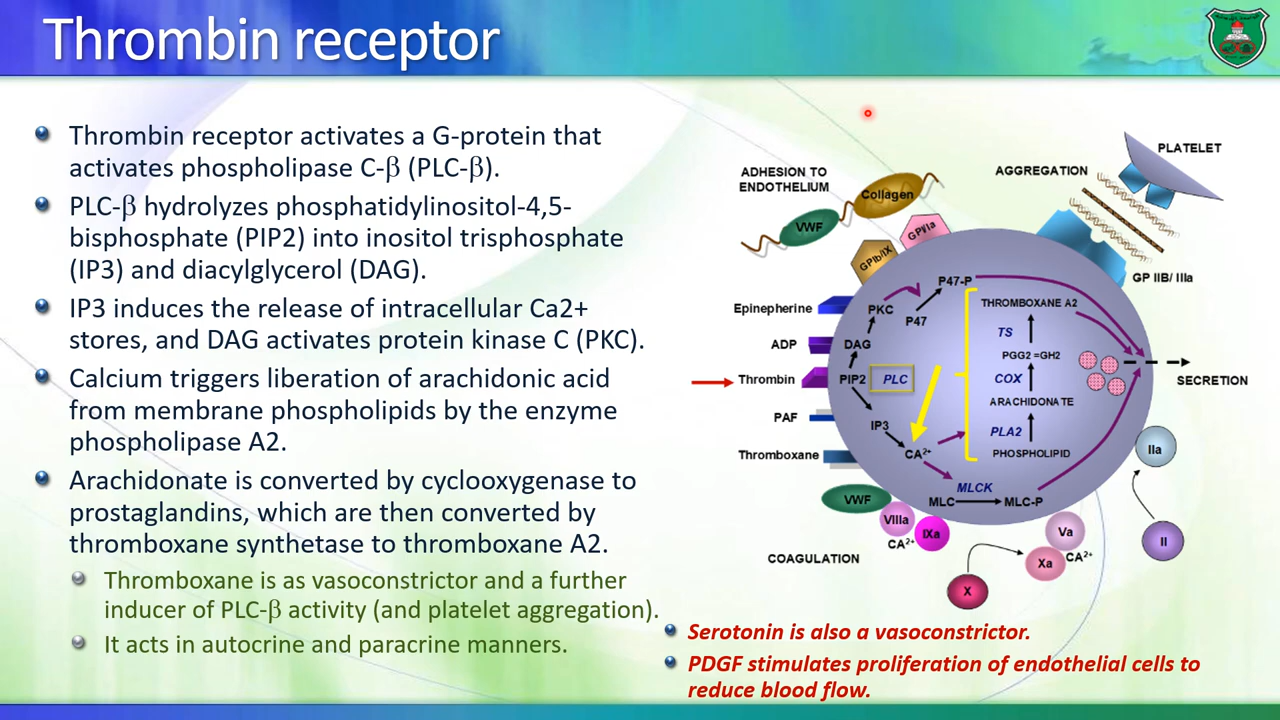 Thrombin receptor
Thrombin receptor activates a G-protein that
activates phospholipase C-β (PLC-β).
PLC-β hydrolyzes phosphatidylinositol-4,5-
bisphosphate (PIP2) into inositol trisphosphate
(IP3) and diacylglycerol (DAG).
IP3 induces the release of intracellular Ca2+
stores, and DAG activates protein kinase C (PKC).
Calcium triggers liberation of arachidonic acid
from membrane phospholipids by the enzyme
phospholipase A2.
Arachidonate is converted by cyclooxygenase to
prostaglandins, which are then converted by
thromboxane synthetase to thromboxane A2.
Thromboxane is as vasoconstrictor and a further
inducer of PLC-β activity (and platelet aggregation).
It acts in autocrine and paracrine manners.
PLATELET
AGGREGATION
ADHESION TO
ENDOTHELIUM
Collagen
VWF
GPI/Ia
GPIb/IX
GP IIB/ IIIa
Epinepherine
ADP
Thrombin
PAF
Thromboxane
PKC
P47-P
P47
DAG
PIP2
PLC
IP3
CA²⁺
THROMBOXANE A2
TS
PGG2 =GH2
COX
ARACHIDONATE
PLA2
PHOSPHOLIPID
MLCK
MLC
MLC-P
SECRETION
VWF
VIIIa
IXa
CA²⁺
COAGULATION
X
Xa
Va
CA²⁺
II
IIa
Serotonin is also a vasoconstrictor.
PDGF stimulates proliferation of endothelial cells to
reduce blood flow.